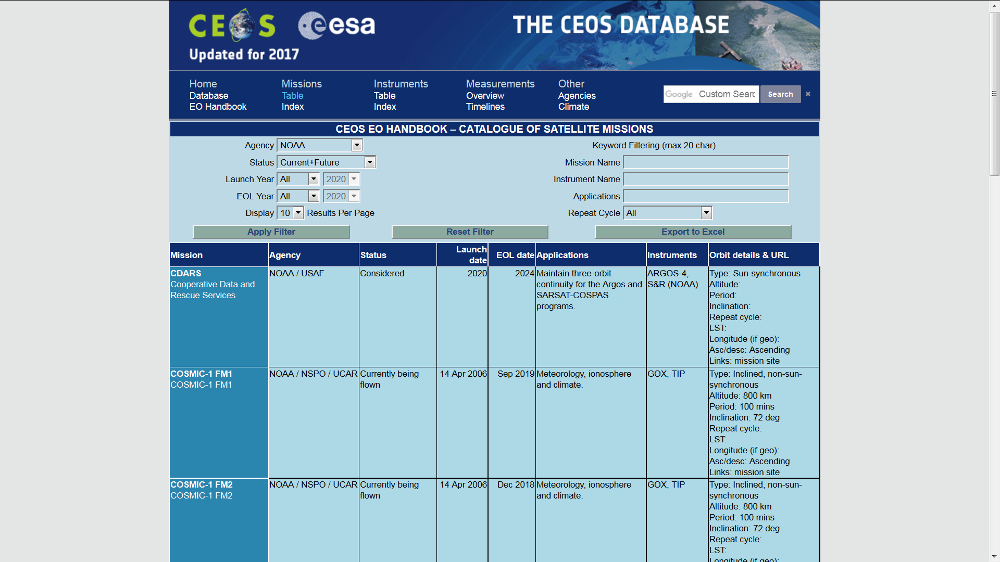 CEOS esa
THE CEOS DATABASE
Updated for 2017
Home Missions Instruments Measurements Other
Database Table Table Overview Agencies
EO Handbook Index Index Timelines Climate
Google Custom Searc Search ×
CEOS EO HANDBOOK – CATALOGUE OF SATELLITE MISSIONS
Agency NOAA
Keyword Filtering (max 20 char)
Status Current+Future
Mission Name
Launch Year All 2020
Instrument Name
EOL Year All 2020
Applications
Display 10 Results Per Page
Repeat Cycle All
Apply Filter Reset Filter Export to Excel
Mission Agency Status Launch date EOL date Applications Instruments Orbit details & URL
CDARS
Cooperative Data and
Rescue Services
NOAA / USAF
Considered
2020
2024
Maintain three-orbit
continuity for the Argos and
SARSAT-COSPAS
programs.
ARGOS-4,
S&R (NOAA)
Type: Sun-synchronous
Altitude:
Period:
Inclination:
Repeat cycle:
LST:
Longitude (if geo):
Asc/desc: Ascending
Links: mission site
COSMIC-1 FM1
COSMIC-1 FM1
NOAA / NSPO / UCAR
Currently being
flown
14 Apr 2006
Sep 2019
Meteorology, ionosphere
and climate.
GOX, TIP
Type: Inclined, non-sun-
synchronous
Altitude: 800 km
Period: 100 mins
Inclination: 72 deg
Repeat cycle:
LST:
Longitude (if geo):
Asc/desc: Ascending
Links: mission site
COSMIC-1 FM2
COSMIC-1 FM2
NOAA / NSPO / UCAR
Currently being
flown
14 Apr 2006
Dec 2018
Meteorology, ionosphere
and climate.
GOX, TIP
Type: Inclined, non-sun-
synchronous
Altitude: 800 km
Period: 100 mins
Inclination: 72 deg
Repeat cycle:
LST:
Longitude (if geo):